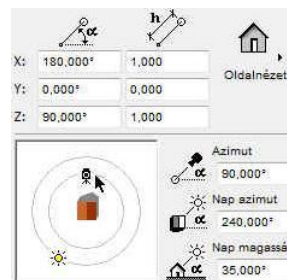 α h
X: 180,000° 1,000
Oldalnézet
Y: 0,000° 0,000
Z: 90,000° 1,000
Azimut
α 90,000°
Nap azimut
α 240,000°
Nap magassá
α 35,000°